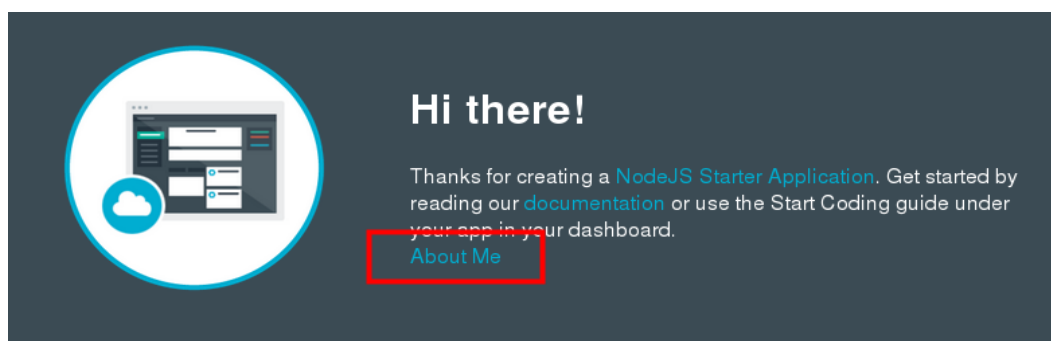 Hi there!
Thanks for creating a NodeJS Starter Application. Get started by
reading our documentation or use the Start Coding guide under
your app in your dashboard.
About Me